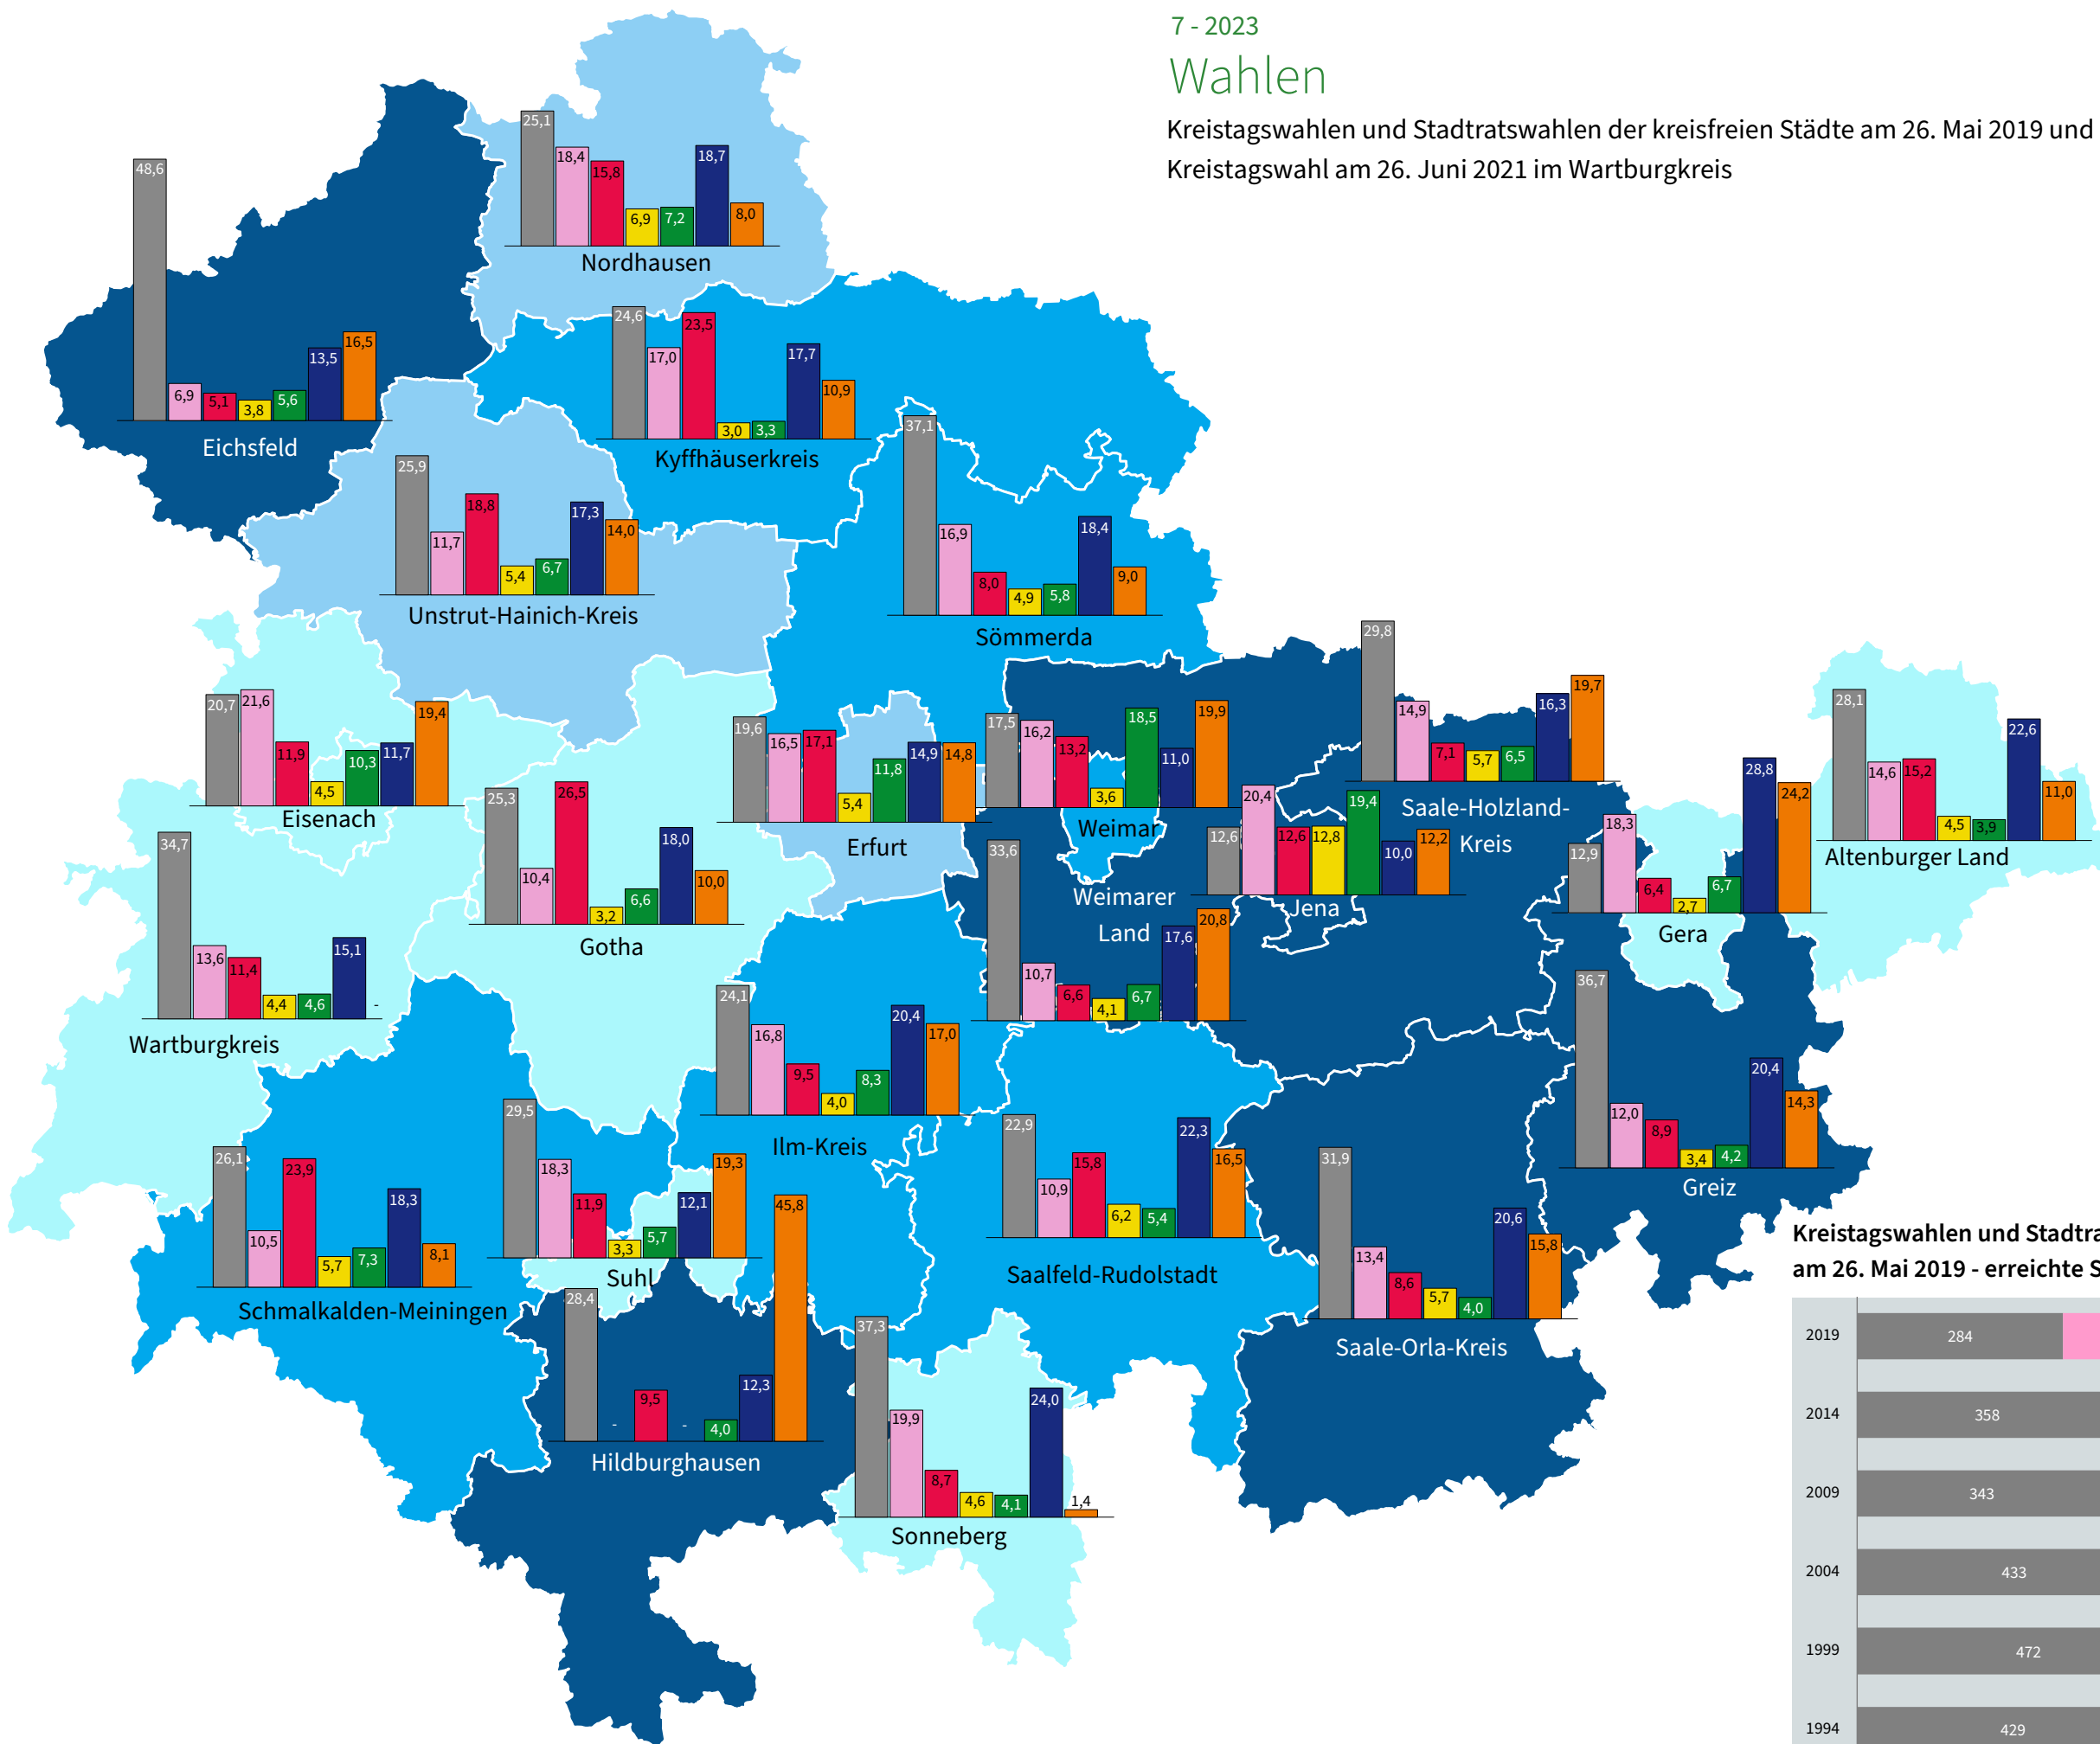 7 - 2023
Wahlen
Kreistagswahlen und Stadtratswahlen der kreisfreien Städte am 26. Mai 2019 und
Kreistagswahl am 26. Juni 2021 im Wartburgkreis
25,1 18,4 15,8 6,9 7,2 18,7 8,0
Nordhausen
48,6 6,9 5,1 3,8 5,6 13,5 16,5
Eichsfeld
24,6 17,0 23,5 3,0 3,3 17,7 10,9
Kyffhäuserkreis
25,9 11,7 18,8 5,4 6,7 17,3 14,0
Unstrut-Hainich-Kreis
37,1 16,9 8,0 4,9 5,8 18,4 9,0
Sömmerda
20,7 21,6 11,9 4,5 10,3 11,7 19,4
Eisenach
19,6 16,5 17,1 5,4 11,8 14,9 14,8
Erfurt
17,5 16,2 13,2 3,6 18,5 11,0 19,9
Weimar
29,8 14,9 7,1 5,7 6,5 16,3 19,7
Saale-Holzland-
Kreis
28,1 14,6 15,2 4,5 3,9 22,6 11,0
Altenburger Land
34,7 13,6 11,4 4,4 4,6 15,1 -
Wartburgkreis
25,3 10,4 26,5 3,2 6,6 18,0 10,0
Gotha
33,6 10,7 6,6 4,1 6,7 17,6 20,8
Weimarer
Land
12,6 20,4 12,6 12,8 19,4 10,0 12,2
Jena
12,9 18,3 6,4 2,7 6,7 28,8 24,2
Gera
24,1 16,8 9,5 4,0 8,3 20,4 17,0
Ilm-Kreis
36,7 12,0 8,9 3,4 4,2 20,4 14,3
Greiz
26,1 10,5 23,9 5,7 7,3 18,3 8,1
Schmalkalden-Meiningen
29,5 18,3 11,9 3,3 5,7 12,1 19,3
Suhl
22,9 10,9 15,8 6,2 5,4 22,3 16,5
Saalfeld-Rudolstadt
31,9 13,4 8,6 5,7 4,0 20,6 15,8
Saale-Orla-Kreis
28,4 - 9,5 - 4,0 12,3 45,8
Hildburghausen
37,3 19,9 8,7 4,6 4,1 24,0 1,4
Sonneberg
Kreistagswahlen und Stadtra
am 26. Mai 2019 - erreichte S
2019 284
2014 358
2009 343
2004 433
1999 472
1994 429